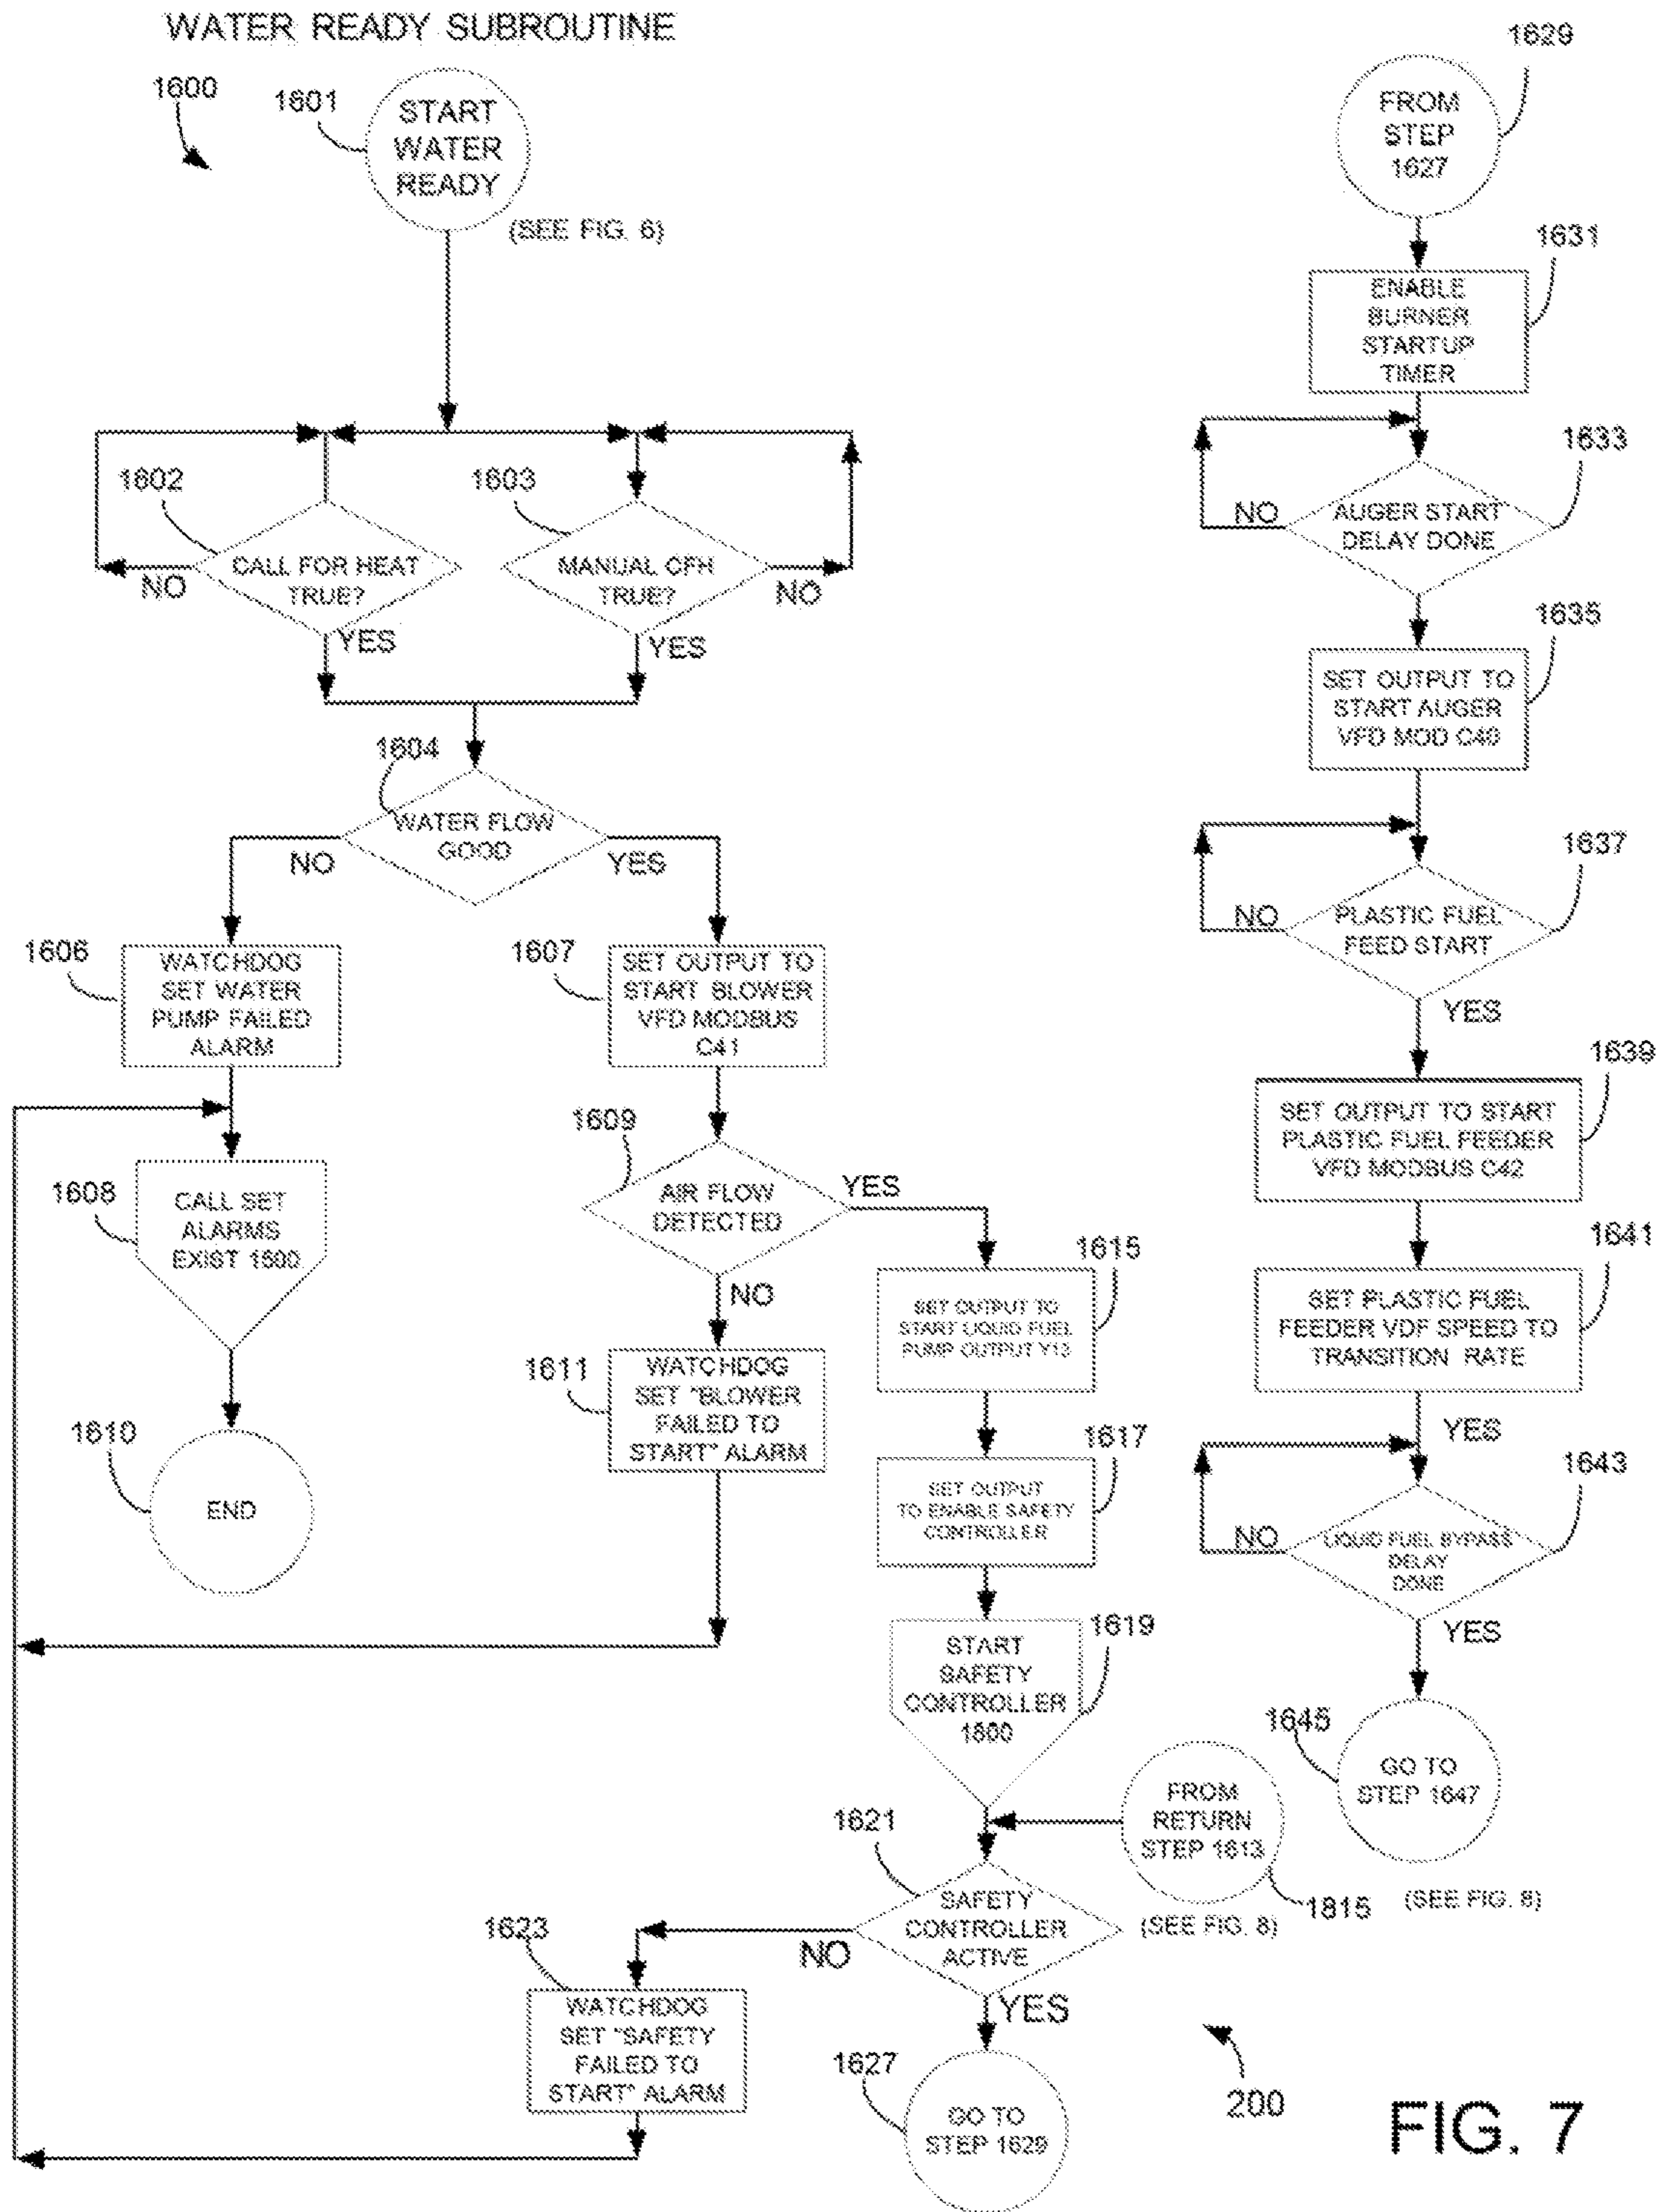 WATER READY SUBROUTINE
1600
1601
START
WATER
READY
(SEE FIG. 6)
1602
CALL FOR HEAT
TRUE?
NO
YES
1603
MANUAL CFH
TRUE?
NO
YES
1604
WATER FLOW
GOOD
NO
YES
1606
WATCHDOG
SET WATER
PUMP FAILED
ALARM
1607
SET OUTPUT TO
START BLOWER
VFD MODBUS
C41
1608
CALL SET
ALARMS
EXIST 1500
1609
AIR FLOW
DETECTED
YES
NO
1610
END
1611
WATCHDOG
SET "BLOWER
FAILED TO
START" ALARM
1615
SET OUTPUT TO
START LIQUID FUEL
PUMP OUTPUT Y13
1617
SET OUTPUT
TO ENABLE SAFETY
CONTROLLER
1619
START
SAFETY
CONTROLLER
1800
FROM
RETURN
STEP 1613
1815
(SEE FIG. 8)
1621
SAFETY
CONTROLLER
ACTIVE
NO
YES
1623
WATCHDOG
SET "SAFETY
FAILED TO
START" ALARM
1627
GO TO
STEP 1629
1629
FROM
STEP
1627
1631
ENABLE
BURNER
STARTUP
TIMER
1633
AUGER START
DELAY DONE
NO
1635
SET OUTPUT TO
START AUGER
VFD MOD C40
1637
PLASTIC FUEL
FEED START
NO
YES
1639
SET OUTPUT TO START
PLASTIC FUEL FEEDER
VFD MODBUS C42
1641
SET PLASTIC FUEL
FEEDER VDF SPEED TO
TRANSITION RATE
YES
1643
LIQUID FUEL BYPASS
DELAY
DONE
NO
YES
1645
GO TO
STEP 1647
(SEE FIG. 8)
200
FIG. 7